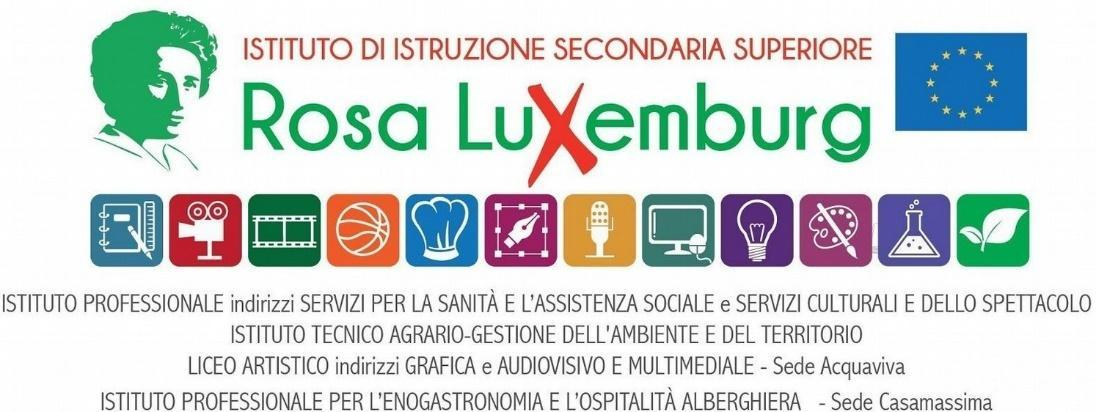 ISTITUTO DI ISTRUZIONE SECONDARIA SUPERIORE
Rosa LuXemburg
ISTITUTO PROFESSIONALE indirizzi SERVIZI PER LA SANITÀ E L'ASSISTENZA SOCIALE e SERVIZI CULTURALI E DELLO SPETTACOLO
ISTITUTO TECNICO AGRARIO-GESTIONE DELL'AMBIENTE E DEL TERRITORIO
LICEO ARTISTICO indirizzi GRAFICA e AUDIOVISIVO E MULTIMEDIALE - Sede Acquaviva
ISTITUTO PROFESSIONALE PER L'ENOGASTRONOMIA E L'OSPITALITÀ ALBERGHIERA - Sede Casamassima